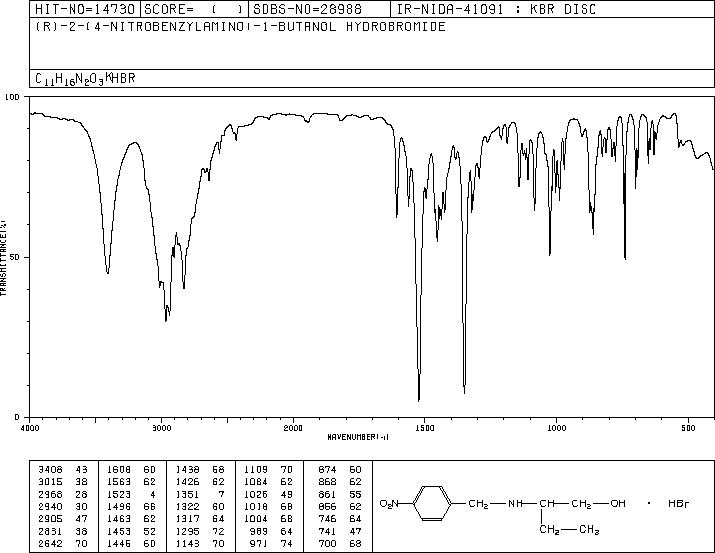 HIT-NO=14730 SCORE= ( ) SDBS-NO=28988 IR-NIDA-41091 : KBR DISC
(R)-2-(4-NITROBENZYLAMINO)-1-BUTANOL HYDROBROMIDE
C11H16N2O3XHBR
100
50
0
TRANSMITTANCE(%)
4000 3000 2000 1500 1000 500
WAVENUMBER(-1)
3408 43 1608 60 1438 58 1109 70 874 60
3015 38 1563 62 1426 62 1084 62 868 62
2968 28 1523 4 1351 7 1026 49 861 55
2940 30 1496 66 1322 60 1018 68 856 62
2905 47 1463 62 1317 64 1004 68 746 64
2831 38 1453 52 1295 72 989 64 741 47
2642 70 1446 60 1143 70 971 74 700 68
O2N CH2 NH CH CH2 OH · HBr
CH2 CH3